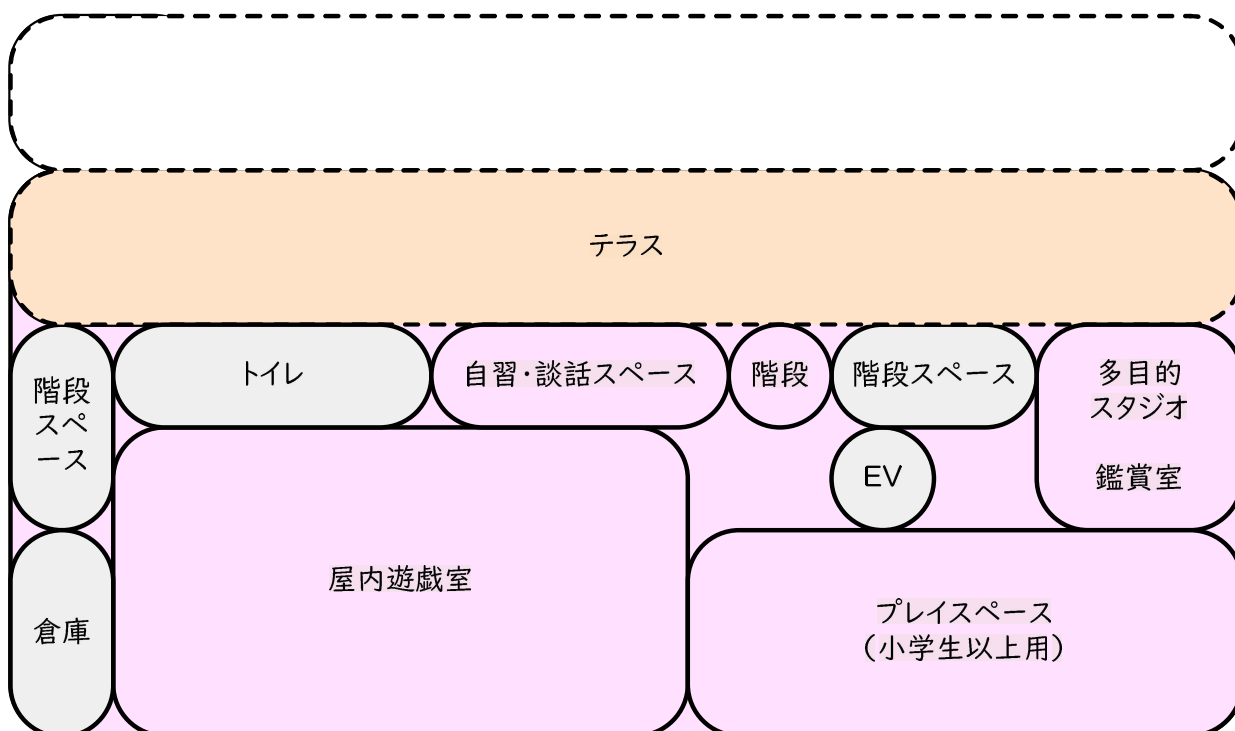 テラス
階段
スペ
ース
トイレ
自習・談話スペース
階段
階段スペース
多目的
スタジオ
鑑賞室
EV
屋内遊戯室
倉庫
プレイスペース
（小学生以上用）